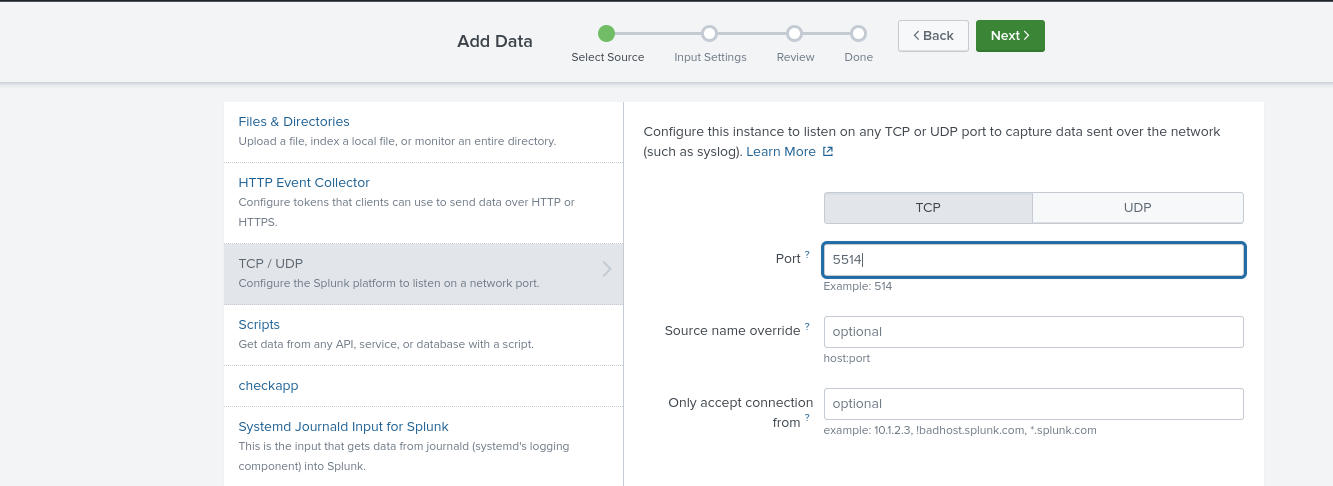 Add Data
Select Source
Input Settings
Review
Done
Back
Next
Files & Directories
Upload a file, index a local file, or monitor an entire directory.
HTTP Event Collector
Configure tokens that clients can use to send data over HTTP or
HTTPS.
TCP / UDP
Configure the Splunk platform to listen on a network port.
Scripts
Get data from any API, service, or database with a script.
checkapp
Systemd Journald Input for Splunk
This is the input that gets data from journald (systemd's logging
component) into Splunk.
Configure this instance to listen on any TCP or UDP port to capture data sent over the network
(such as syslog). Learn More
TCP
UDP
Port ?
5514
Example: 514
Source name override ?
optional
host:port
Only accept connection
from ?
optional
example: 10.1.2.3, !badhost.splunk.com, *.splunk.com